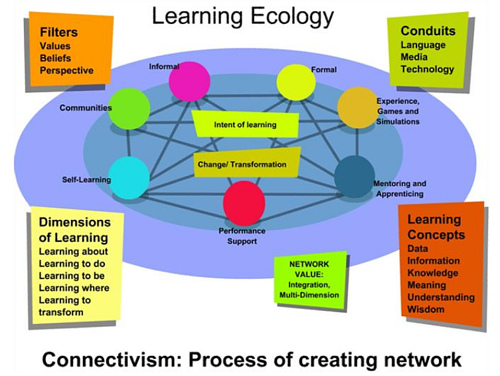 Learning Ecology
Filters
Values
Beliefs
Perspective
Conduits
Language
Media
Technology
Informal
Formal
Communities
Experience,
Games and
Simulations
Intent of learning
Change/ Transformation
Self-Learning
Mentoring and
Apprenticing
Performance
Support
Dimensions
of Learning
Learning about
Learning to do
Learning to be
Learning where
Learning to
transform
NETWORK
VALUE:
Integration,
Multi-Dimension
Learning
Concepts
Data
Information
Knowledge
Meaning
Understanding
Wisdom
Connectivism: Process of creating network